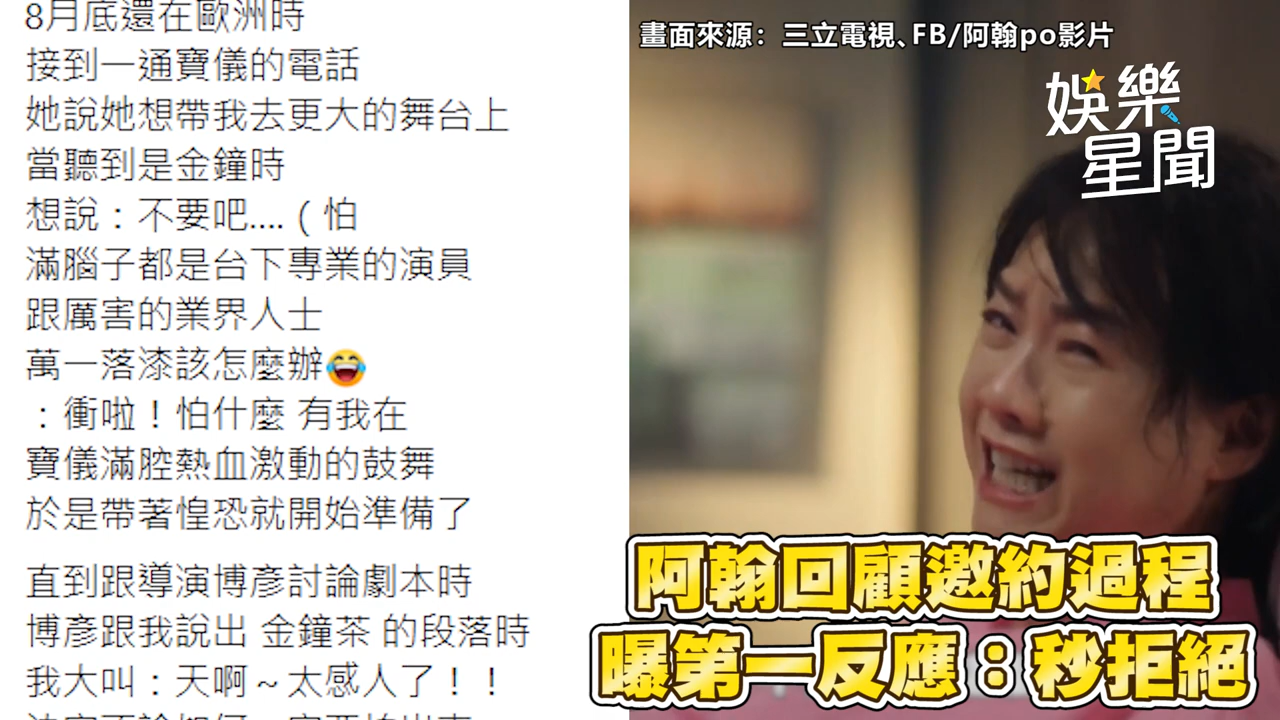 8月底還在歐洲時
接到一通寶儀的電話
她說她想帶我去更大的舞台上
當聽到是金鐘時
想說：不要吧....（怕
滿腦子都是台下專業的演員
跟厲害的業界人士
萬一落漆該怎麼辦😂
：衝啦！怕什麼 有我在
寶儀滿腔熱血激動的鼓舞
於是帶著惶恐就開始準備了
直到跟導演博彥討論劇本時
博彥跟我說出 金鐘茶 的段落時
我大叫：天啊～太感人了！！
畫面來源：三立電視、FB/阿翰po影片
娛樂
星聞
阿翰回顧邀約過程
曝第一反應：秒拒絕